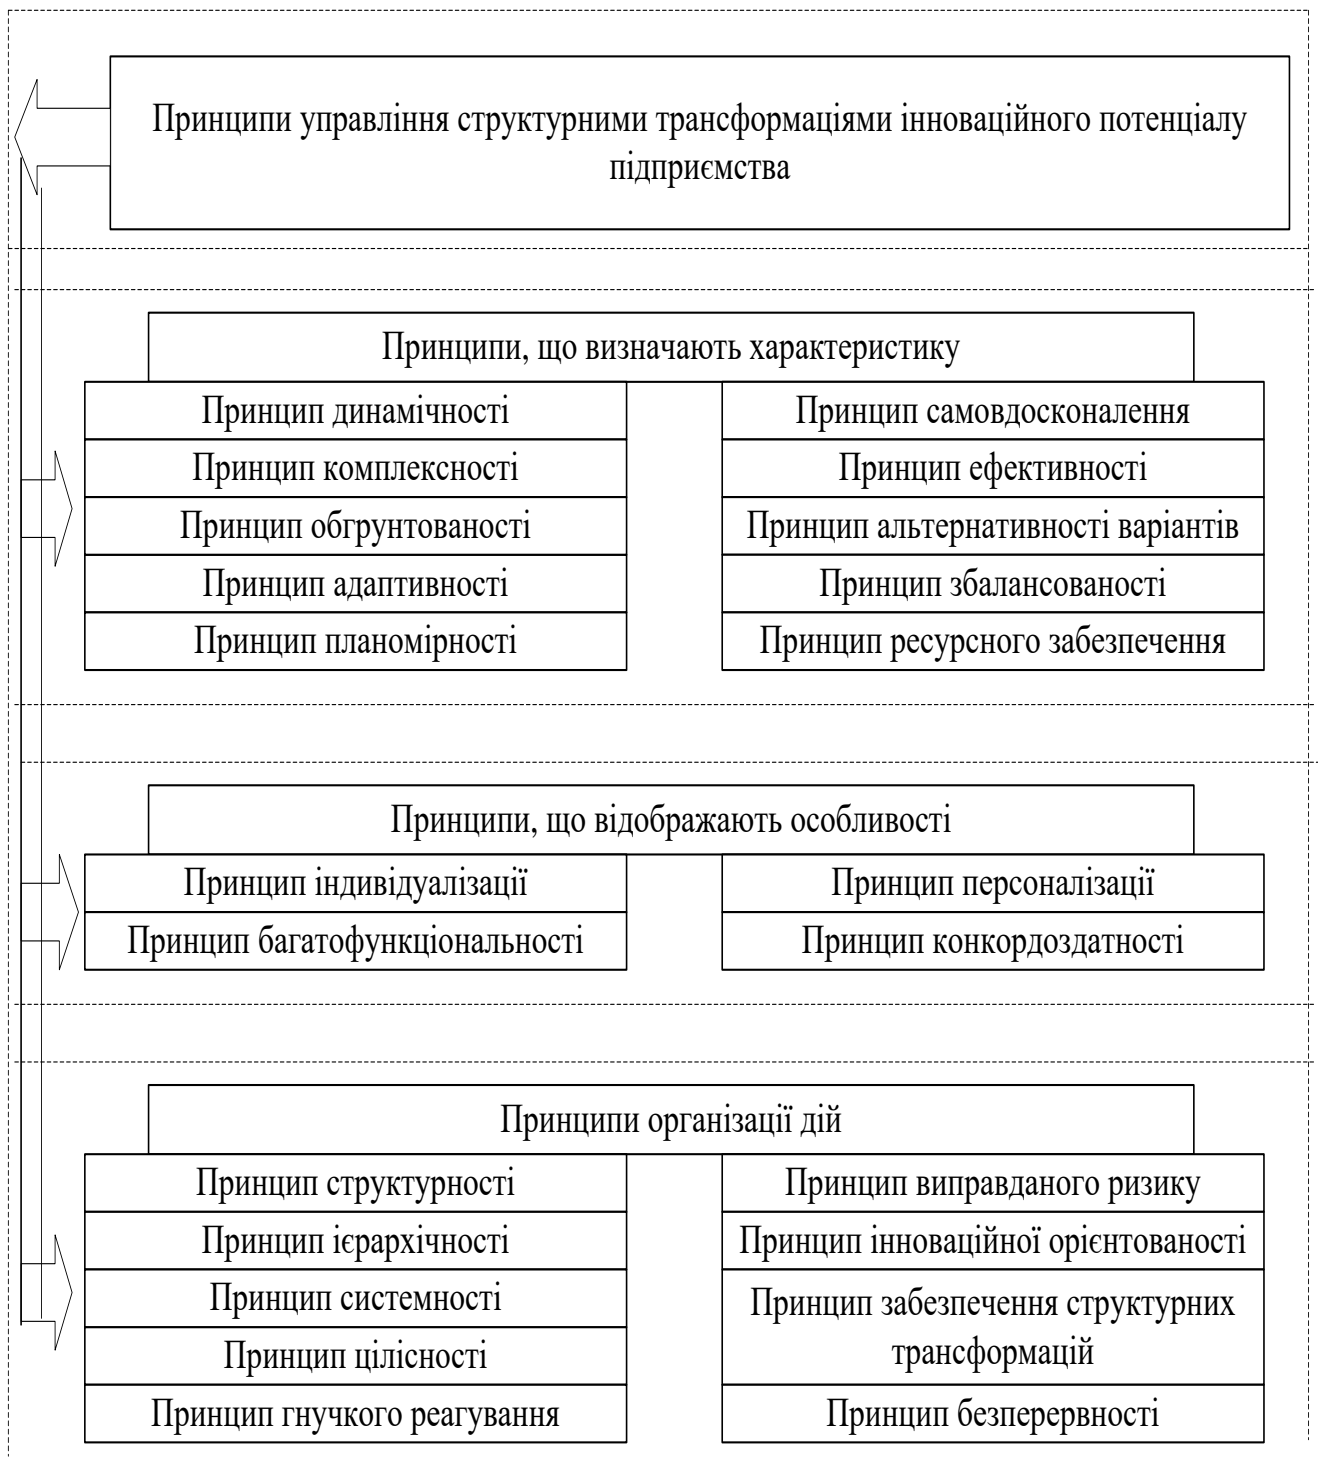 Принципи управління структурними трансформаціями інноваційного потенціалу
підприємства
Принципи, що визначають характеристику
Принцип динамічності
Принцип комплексності
Принцип обгрунтованості
Принцип адаптивності
Принцип планомірності
Принцип самовдосконалення
Принцип ефективності
Принцип альтернативності варіантів
Принцип збалансованості
Принцип ресурсного забезпечення
Принципи, що відображають особливості
Принцип індивідуалізації
Принцип багатофункціональності
Принцип персоналізації
Принцип конкордоздатності
Принципи організації дій
Принцип структурності
Принцип ієрархічності
Принцип системності
Принцип цілісності
Принцип гнучкого реагування
Принцип виправданого ризику
Принцип інноваційної орієнтованості
Принцип забезпечення структурних
трансформацій
Принцип безперервності